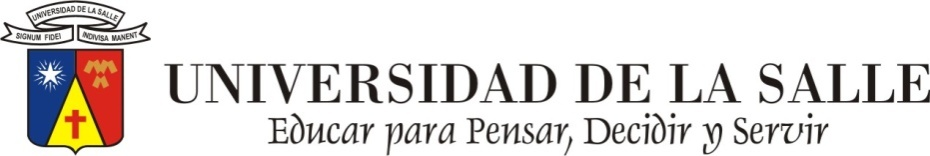 UNIVERSIDAD DE LA SALLE
SIGNUM FIDEI
INDIVISA MANENT
UNIVERSIDAD DE LA SALLE
Educar para Pensar, Decidir y Servir